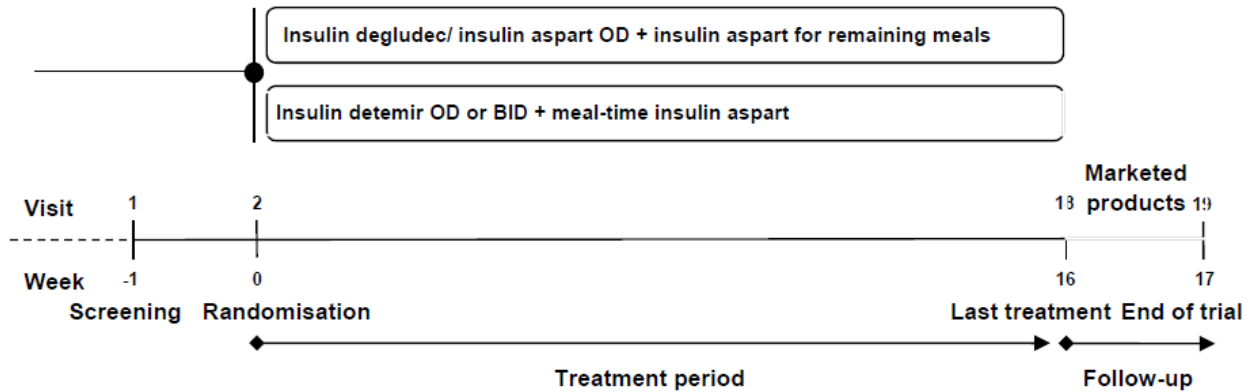 Insulin degludec/ insulin aspart OD + insulin aspart for remaining meals
Insulin detemir OD or BID + meal-time insulin aspart
Marketed
Visit 1 2 18 products 19
Week -1 0 16 17
Screening Randomisation Last treatment End of trial
Treatment period Follow-up